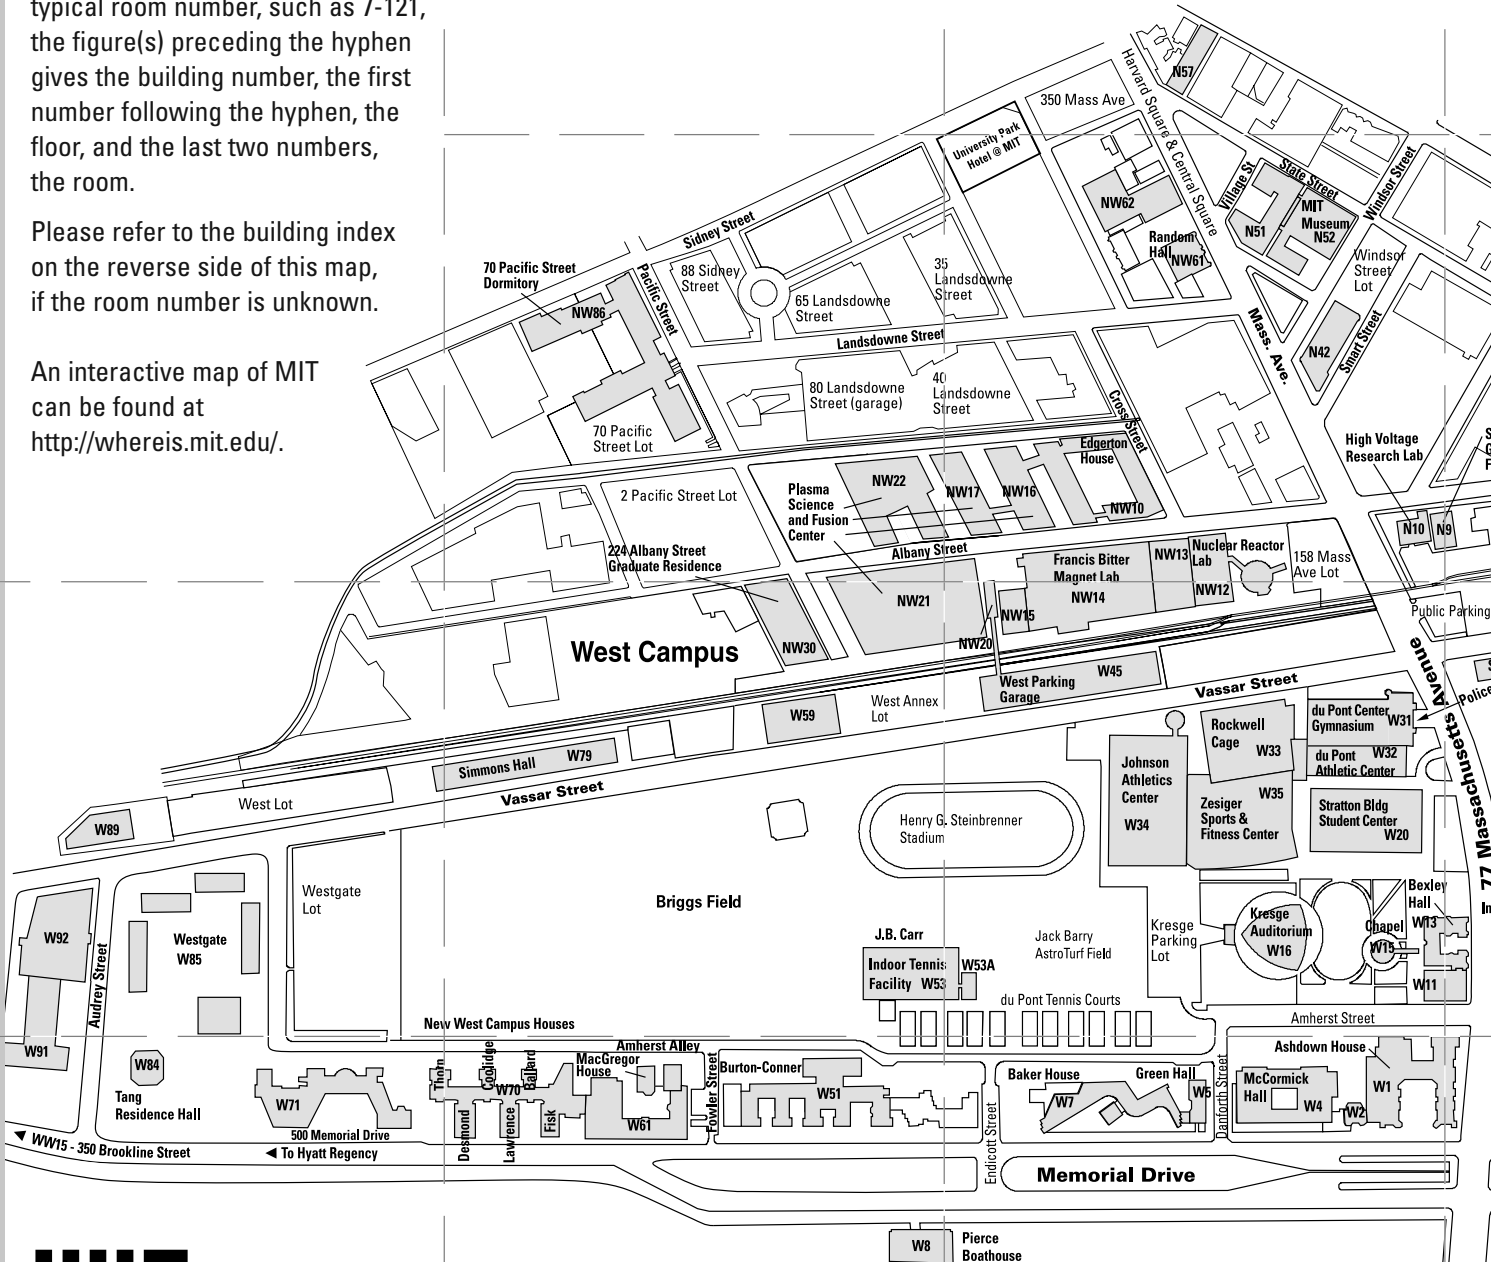 typical room number, such as 7-121,
the figure(s) preceding the hyphen
gives the building number, the first
number following the hyphen, the
floor, and the last two numbers,
the room.
Please refer to the building index
on the reverse side of this map,
if the room number is unknown.
An interactive map of MIT
can be found at
http://whereis.mit.edu/.
N57
350 Mass Ave
Harvard Square & Central Square
University Park
Hotel @ MIT
Village St
State Street
Windsor Street
NW62
MIT
Museum
N52
N51
Random
Hall
NW61
Windsor
Street
Lot
Sidney Street
70 Pacific Street
Dormitory
NW86
Pacific Street
88 Sidney
Street
65 Landsdowne
Street
35
Landsdowne
Street
Landsdowne Street
Mass. Ave.
N42
Smart Street
80 Landsdowne
Street (garage)
40
Landsdowne
Street
Cross Street
70 Pacific
Street Lot
Edgerton
House
High Voltage
Research Lab
S
G
F
2 Pacific Street Lot
Plasma
Science
and Fusion
Center
NW22
NW17
NW16
NW10
N10
N9
224 Albany Street
Graduate Residence
Albany Street
Francis Bitter
Magnet Lab
NW14
NW13
Nuclear Reactor
Lab
NW12
158 Mass
Ave Lot
NW21
NW15
NW20
NW30
Public Parking
West Campus
West Parking
Garage
W45
Vassar Street
West Annex
Lot
W59
Massachusetts Avenue
77 Massachusetts
Police
S
In
du Pont Center
Gymnasium
W31
Rockwell
Cage
W33
du Pont
Athletic Center
W32
Simmons Hall
W79
Vassar Street
West Lot
W89
Johnson
Athletics
Center
W34
Zesiger
Sports &
Fitness Center
W35
Stratton Bldg
Student Center
W20
Henry G. Steinbrenner
Stadium
Westgate
Lot
Briggs Field
Bexley
Hall
W13
Kresge
Auditorium
W16
Chapel
W15
Kresge
Parking
Lot
W11
W92
Westgate
W85
Audrey Street
J.B. Carr
Indoor Tennis
Facility W53
W53A
Jack Barry
AstroTurf Field
du Pont Tennis Courts
Amherst Street
New West Campus Houses
Amherst Alley
W91
W84
Tang
Residence Hall
W71
500 Memorial Drive
Thorn
Coolidge
Ballard
W70
Desmond
Lawrence
Fisk
MacGregor
House
W61
Fowler Street
Burton-Conner
W51
Endicott Street
Baker House
W7
Green Hall
W5
Danforth Street
McCormick
Hall
W4
Ashdown House
W1
W2
WW15 - 350 Brookline Street
To Hyatt Regency
Memorial Drive
W8
Pierce
Boathouse